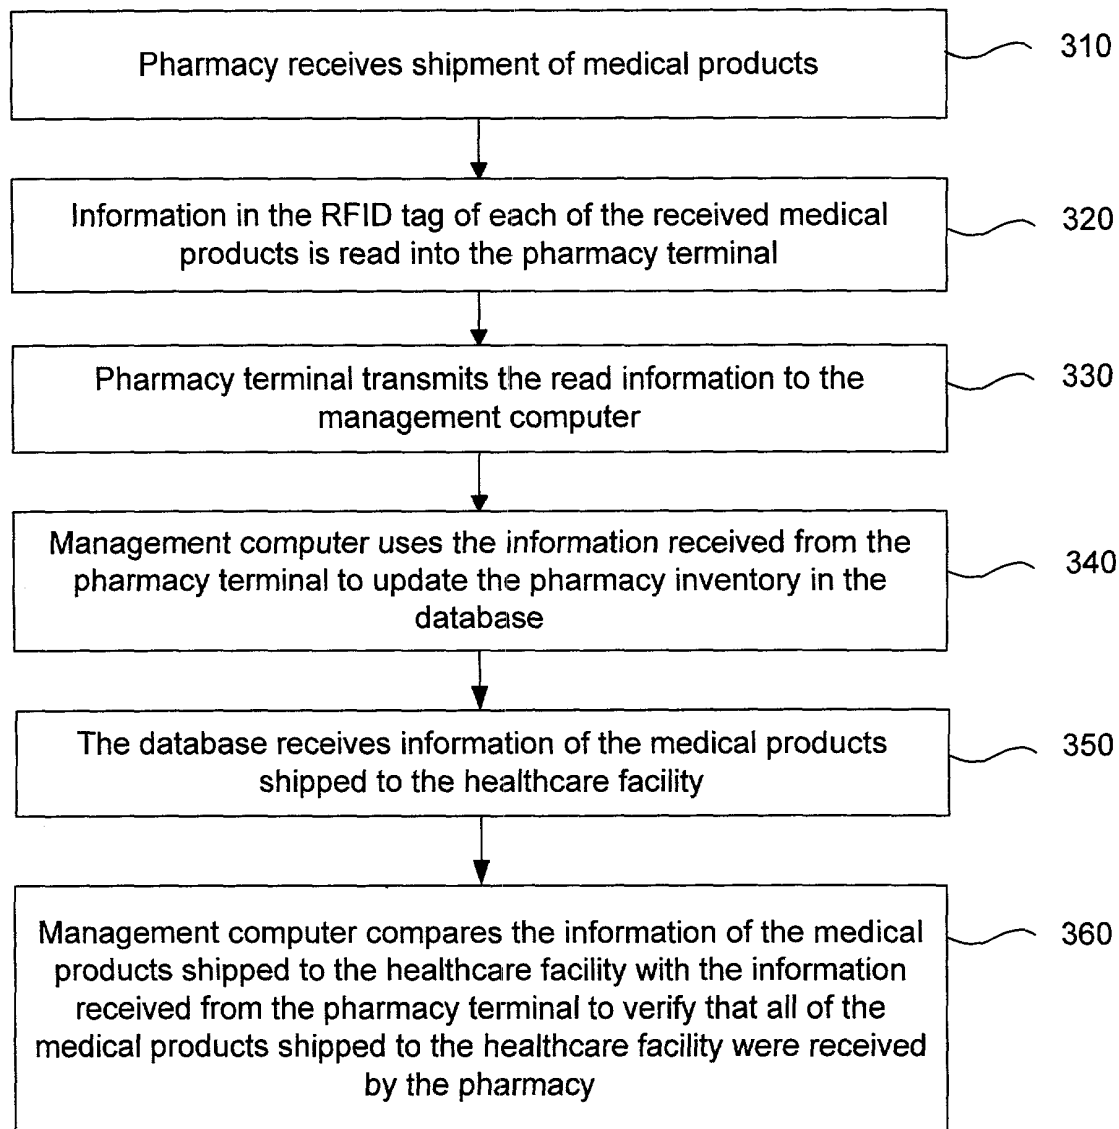 Pharmacy receives shipment of medical products
310
Information in the RFID tag of each of the received medical
products is read into the pharmacy terminal
320
Pharmacy terminal transmits the read information to the
management computer
330
Management computer uses the information received from the
pharmacy terminal to update the pharmacy inventory in the
database
340
The database receives information of the medical products
shipped to the healthcare facility
350
Management computer compares the information of the medical
products shipped to the healthcare facility with the information
received from the pharmacy terminal to verify that all of the
medical products shipped to the healthcare facility were received
by the pharmacy
360